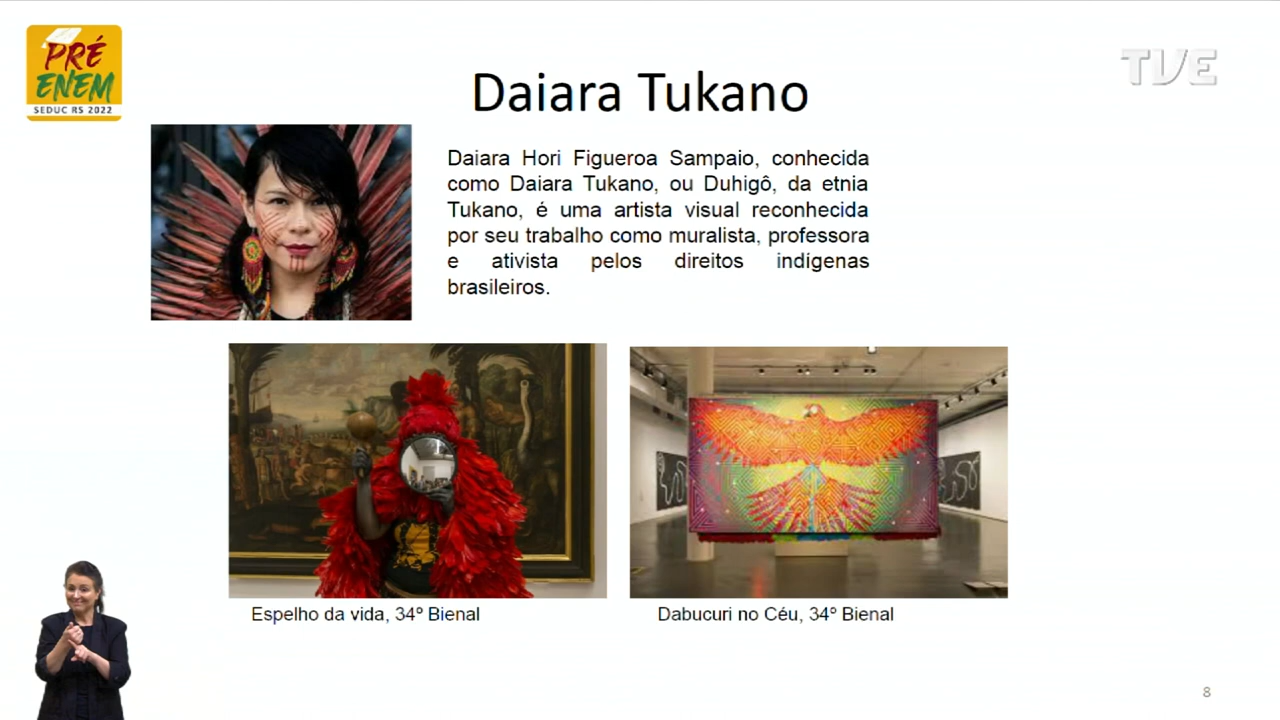 PRÉ
ENEM
SEDUC RS 2022
TVE
Daiara Tukano
Daiara Hori Figueroa Sampaio, conhecida
como Daiara Tukano, ou Duhigô, da etnia
Tukano, é uma artista visual reconhecida
por seu trabalho como muralista, professora
e ativista pelos direitos indígenas
brasileiros.
Espelho da vida, 34º Bienal
Dabucuri no Céu, 34º Bienal
8